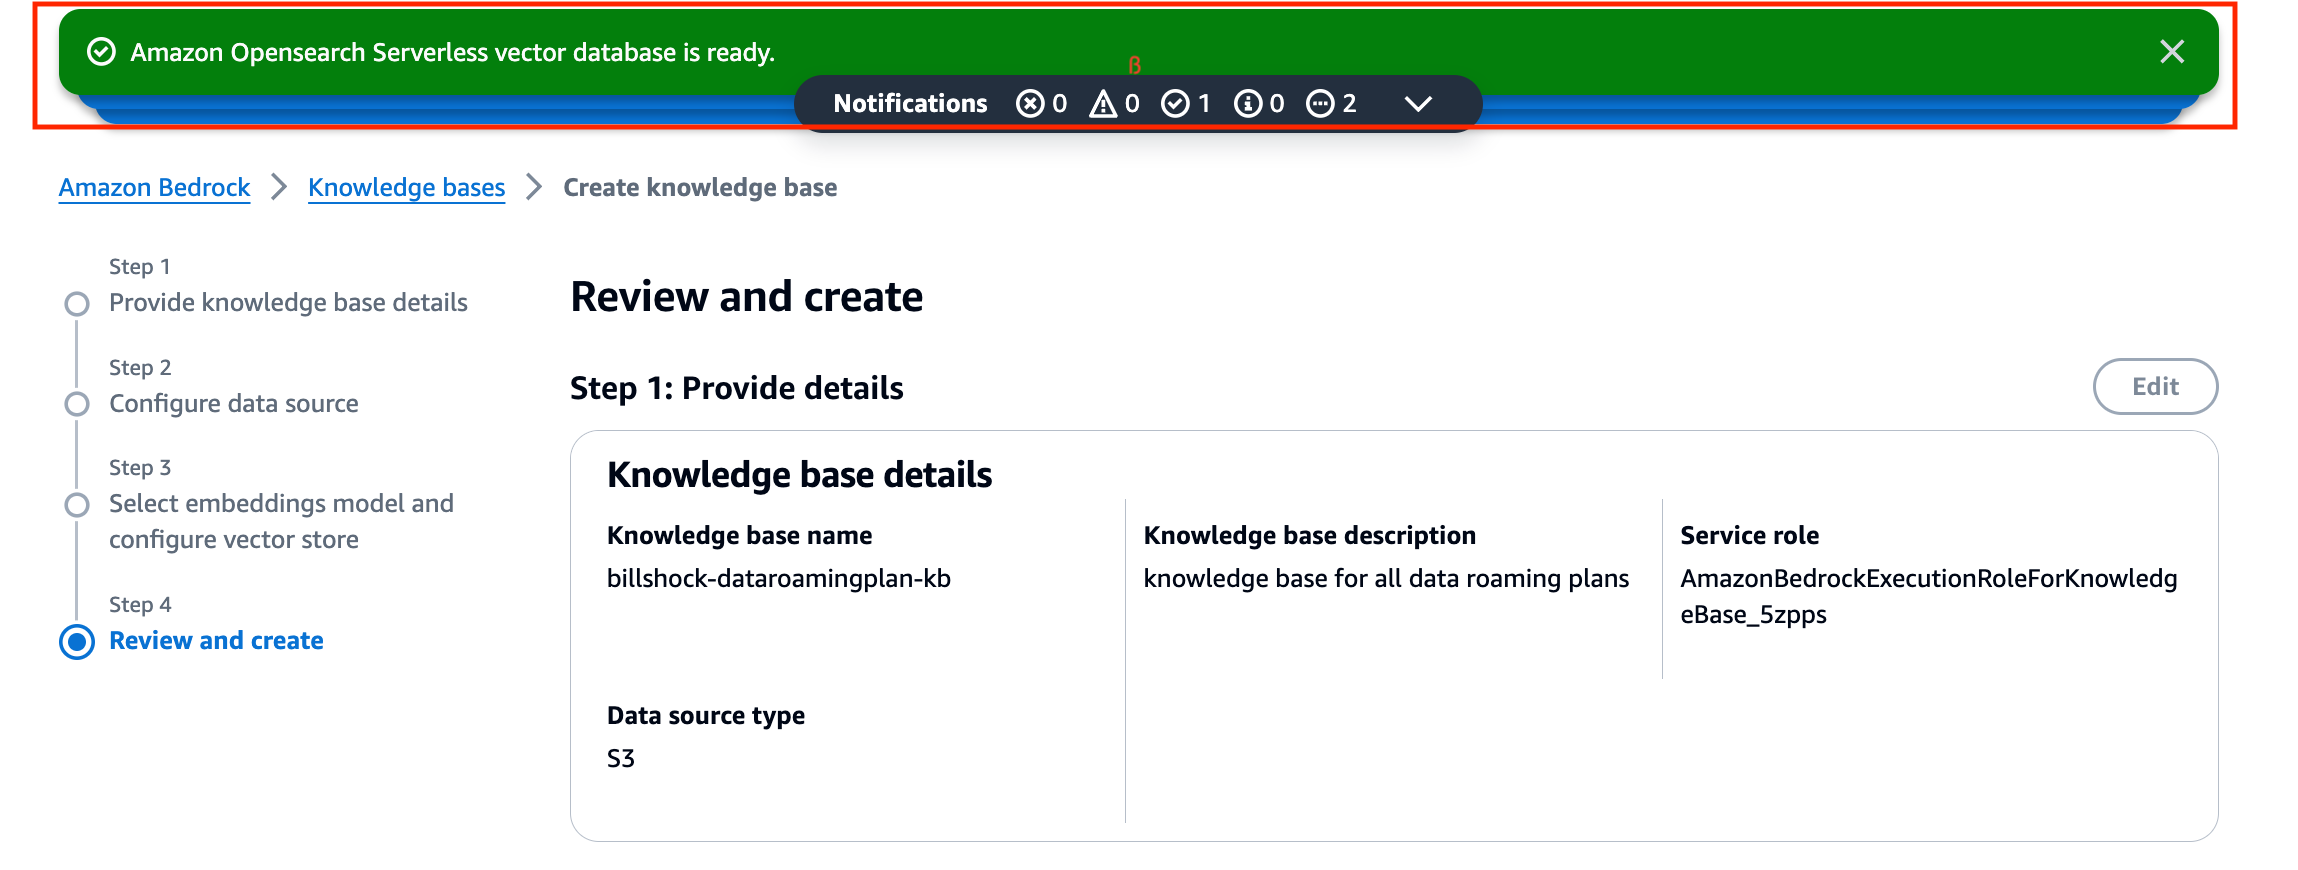 Amazon Opensearch Serverless vector database is ready.
ß
Notifications 0 0 1 0 2
Amazon Bedrock Knowledge bases Create knowledge base
Step 1
Provide knowledge base details
Step 2
Configure data source
Step 3
Select embeddings model and
configure vector store
Step 4
Review and create
Review and create
Step 1: Provide details
Edit
Knowledge base details
Knowledge base name
billshock-dataroamingplan-kb
Knowledge base description
knowledge base for all data roaming plans
Service role
AmazonBedrockExecutionRoleForKnowledg
eBase_5zpps
Data source type
S3